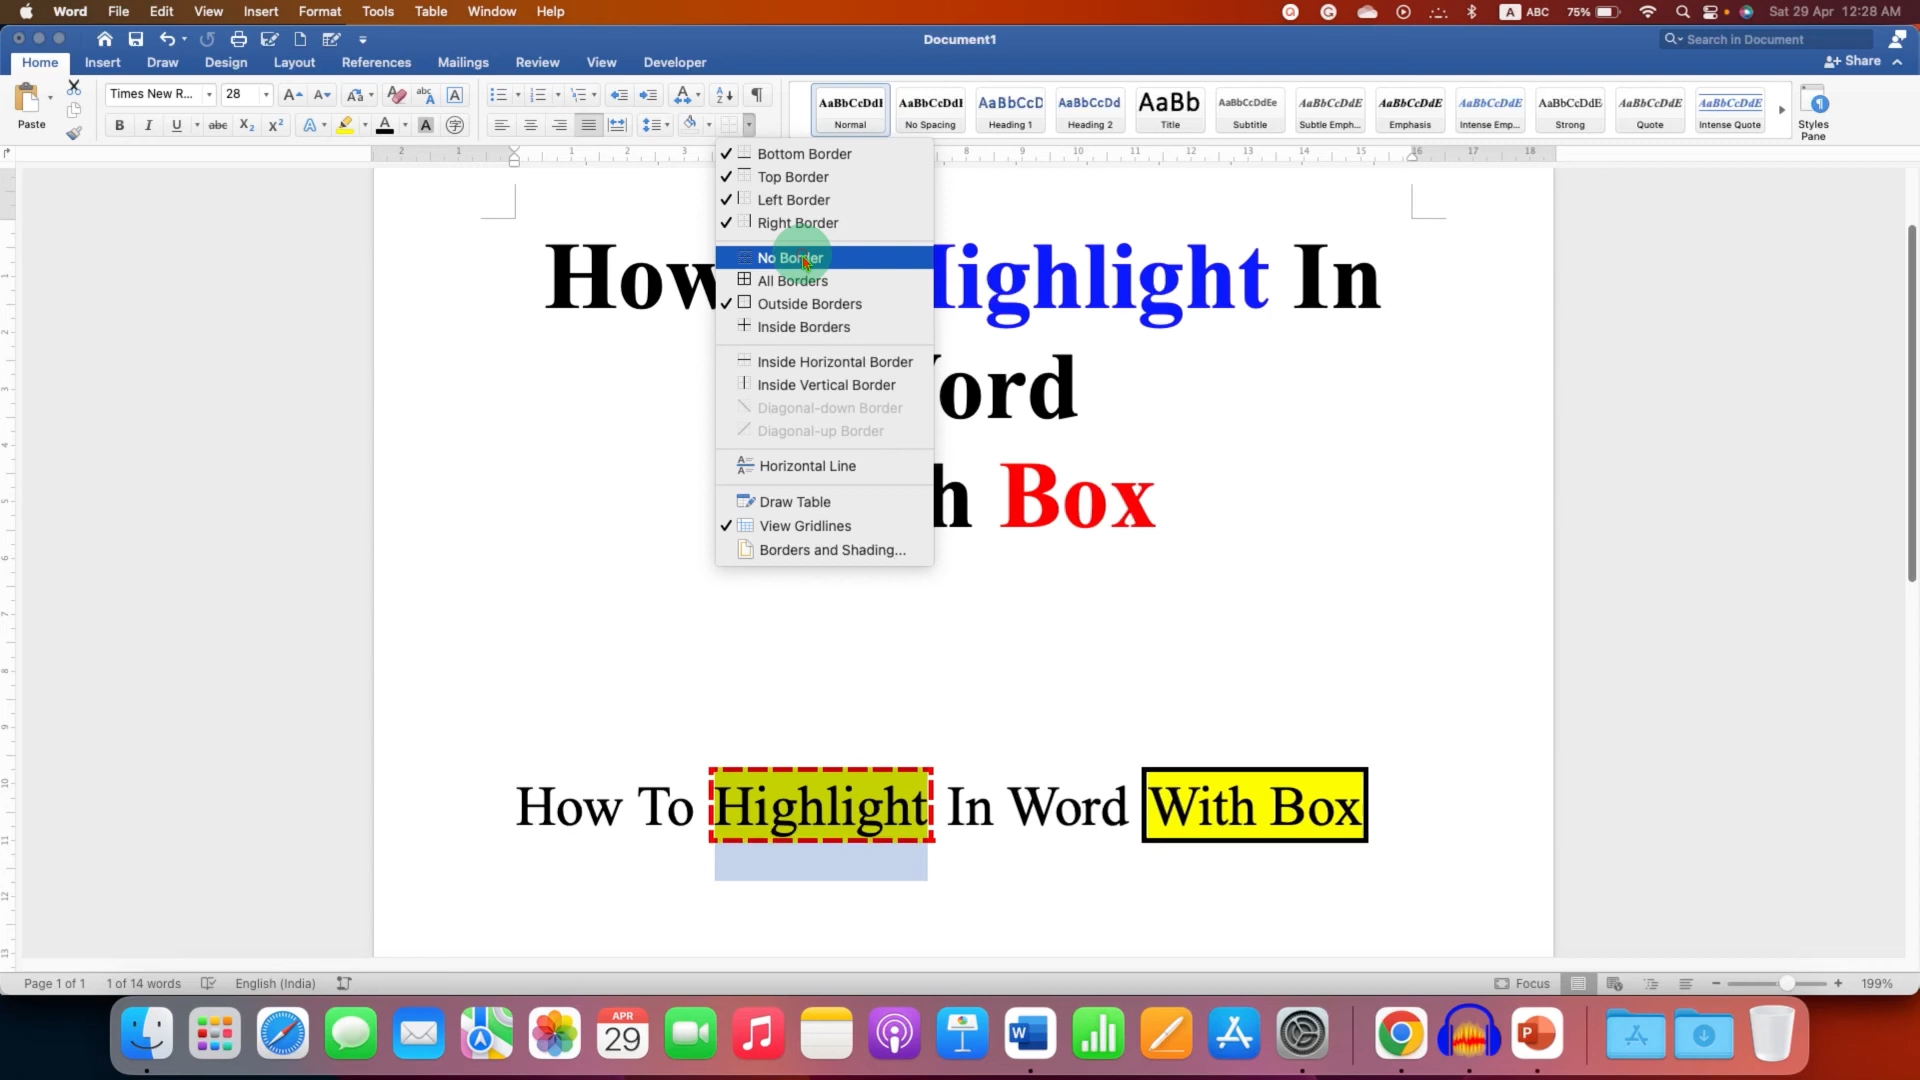 Word File Edit View Insert Format Tools Table Window Help A ABC 75% Sat 29 Apr 12:28 AM
Document1
Search in Document
Home Insert Draw Design Layout References Mailings Review View Developer
Share
Paste
Times New R... 28
AaBbCcDdE Normal
AaBbCcDdE No Spacing
AaBbCcD Heading 1
AaBbCcDd Heading 2
AaBb Title
AaBbCcDdEe Subtitle
AaBbCcDdE Subtle Emph...
AaBbCcDdE Emphasis
AaBbCcDdE Intense Emp...
AaBbCcDdE Strong
AaBbCcDdE Quote
AaBbCcDdE Intense Quote
Styles Pane
Bottom Border
Top Border
Left Border
Right Border
No Border
All Borders
Outside Borders
Inside Borders
Inside Horizontal Border
Inside Vertical Border
Diagonal-down Border
Diagonal-up Border
Horizontal Line
Draw Table
View Gridlines
Borders and Shading...
How ighlight In
ord
h Box
How To Highlight In Word With Box
Page 1 of 1 1 of 14 words English (India) Focus 199%
APR
29